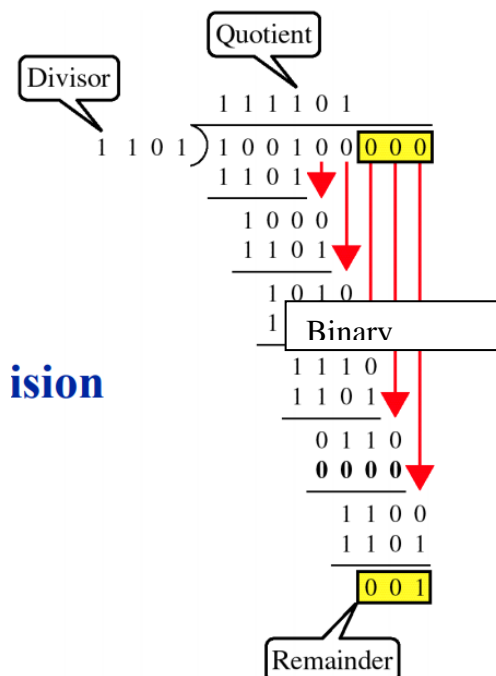 Quotient
Divisor
1 1 1 1 0 1
1 1 0 1 1 0 0 1 0 0 0 0 0
1 1 0 1
1 0 0 0
1 1 0 1
1 0 1 0
1
Binary
1 1 1 0
ision
1 1 0 1
0 1 1 0
0 0 0 0
1 1 0 0
1 1 0 1
0 0 1
Remainder